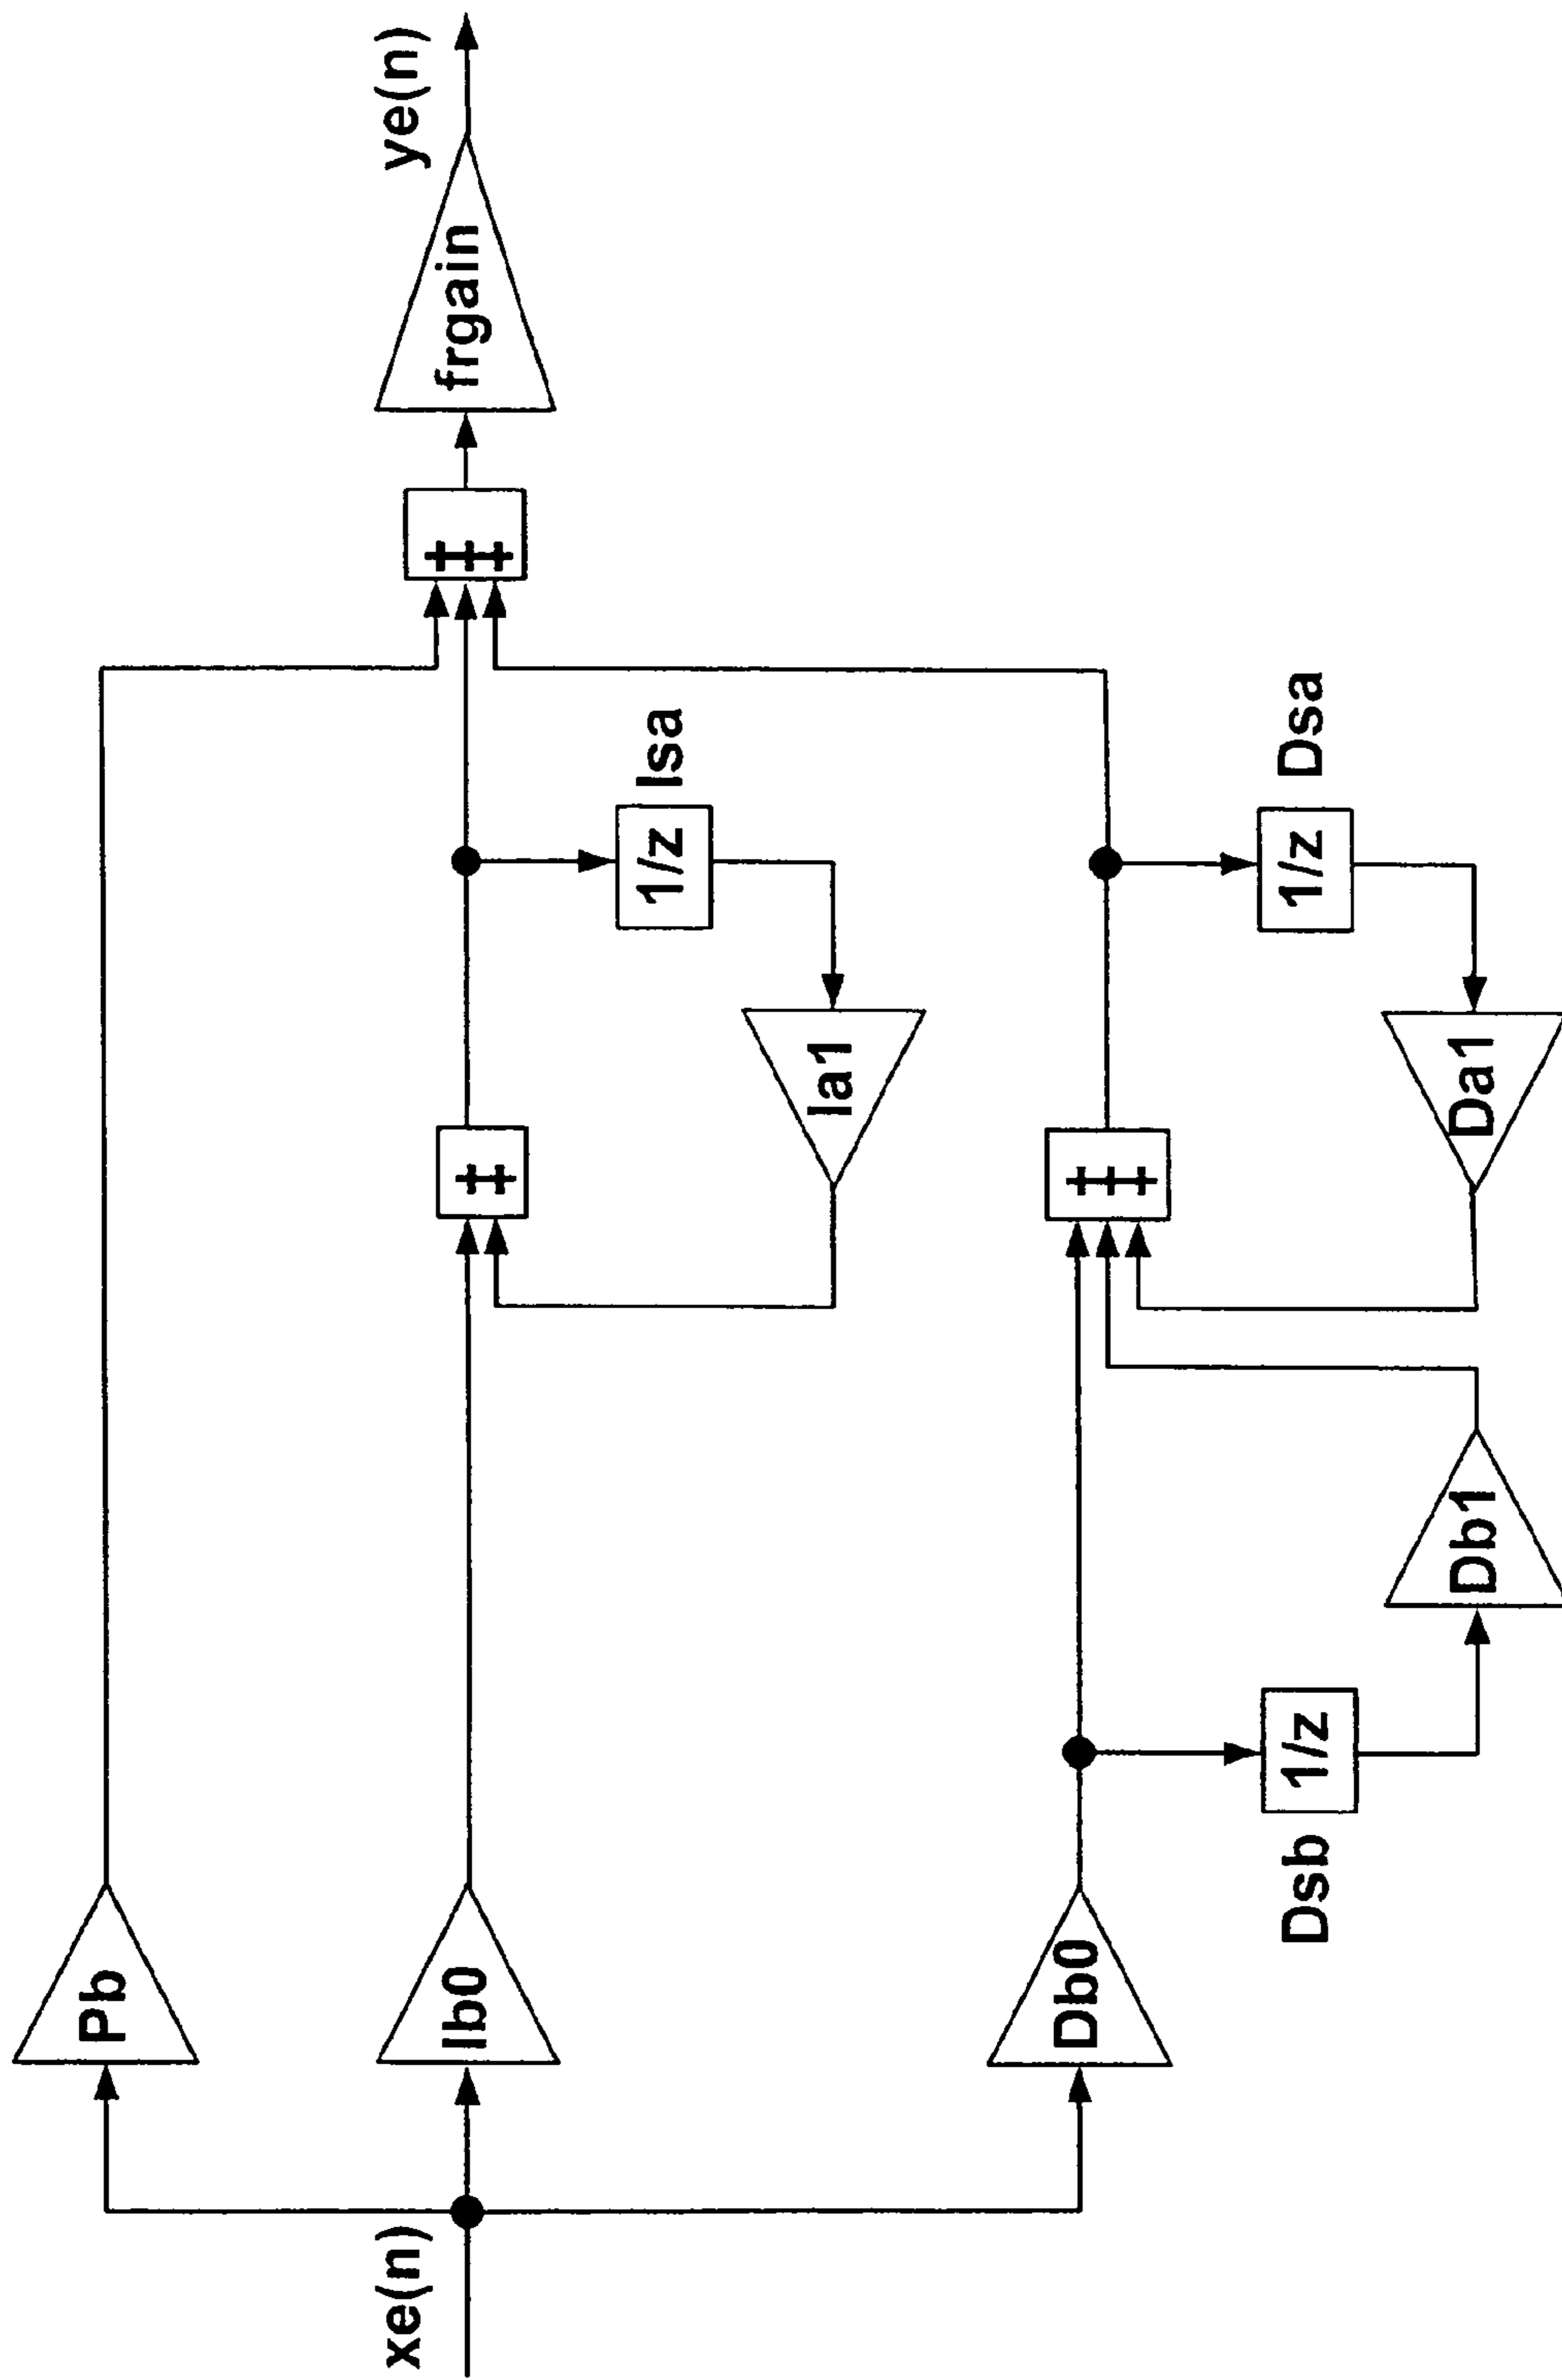 xe(n)
Pb
Ib0
Db0
Dsb
1/z
Db1
++
+++
Ia1
Da1
1/z
Isa
1/z
Dsa
+++
frgain
ye(n)